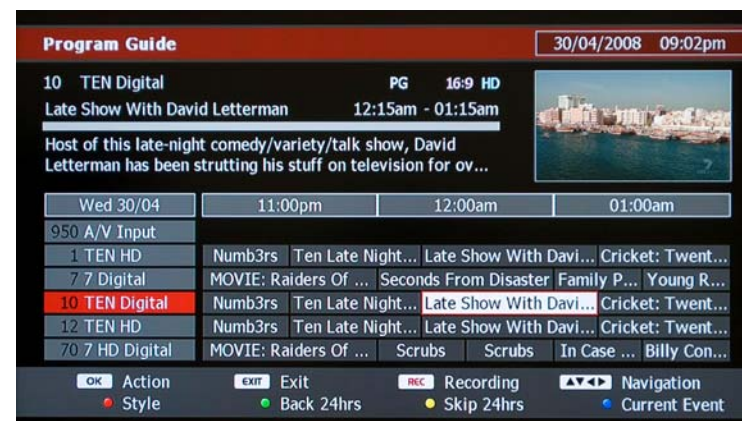 Program Guide 30/04/2008 09:02pm
10 TEN Digital PG 16:9 HD
Late Show With David Letterman 12:15am - 01:15am
Host of this late-night comedy/variety/talk show, David
Letterman has been strutting his stuff on television for ov...
7
Wed 30/04 11:00pm 12:00am 01:00am
950 A/V Input
1 TEN HD Numb3rs Ten Late Night... Late Show With Davi... Cricket: Twent...
7 7 Digital MOVIE: Raiders Of ... Seconds From Disaster Family P... Young R...
10 TEN Digital Numb3rs Ten Late Night... Late Show With Davi... Cricket: Twent...
12 TEN HD Numb3rs Ten Late Night... Late Show With Davi... Cricket: Twent...
70 7 HD Digital MOVIE: Raiders Of ... Scrubs Scrubs In Case ... Billy Con...
OK Action EXIT Exit REC Recording ▲▼◀▶ Navigation
Style Back 24hrs Skip 24hrs Current Event